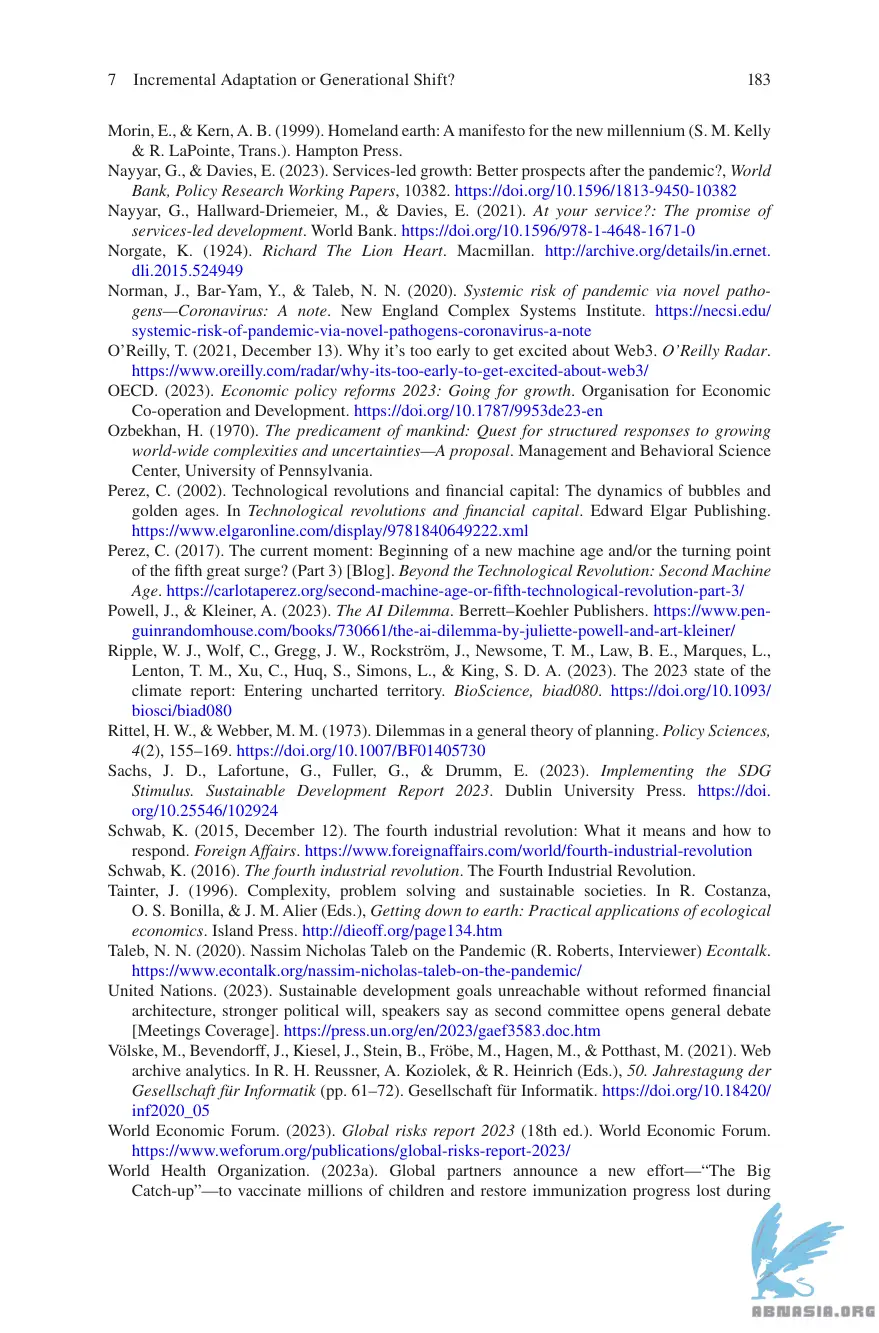 7 Incremental Adaptation or Generational Shift? 183
Morin, E., & Kern, A. B. (1999). Homeland earth: A manifesto for the new millennium (S. M. Kelly
& R. LaPointe, Trans.). Hampton Press.
Nayyar, G., & Davies, E. (2023). Services-led growth: Better prospects after the pandemic?, World
Bank, Policy Research Working Papers, 10382. https://doi.org/10.1596/1813-9450-10382
Nayyar, G., Hallward-Driemeier, M., & Davies, E. (2021). At your service?: The promise of
services-led development. World Bank. https://doi.org/10.1596/978-1-4648-1671-0
Norgate, K. (1924). Richard The Lion Heart. Macmillan. http://archive.org/details/in.ernet.
dli.2015.524949
Norman, J., Bar-Yam, Y., & Taleb, N. N. (2020). Systemic risk of pandemic via novel patho-
gens—Coronavirus: A note. New England Complex Systems Institute. https://necsi.edu/
systemic-risk-of-pandemic-via-novel-pathogens-coronavirus-a-note
O’Reilly, T. (2021, December 13). Why it’s too early to get excited about Web3. O’Reilly Radar.
https://www.oreilly.com/radar/why-its-too-early-to-get-excited-about-web3/
OECD. (2023). Economic policy reforms 2023: Going for growth. Organisation for Economic
Co-operation and Development. https://doi.org/10.1787/9953de23-en
Ozbekhan, H. (1970). The predicament of mankind: Quest for structured responses to growing
world-wide complexities and uncertainties—A proposal. Management and Behavioral Science
Center, University of Pennsylvania.
Perez, C. (2002). Technological revolutions and financial capital: The dynamics of bubbles and
golden ages. In Technological revolutions and financial capital. Edward Elgar Publishing.
https://www.elgaronline.com/display/9781840649222.xml
Perez, C. (2017). The current moment: Beginning of a new machine age and/or the turning point
of the fifth great surge? (Part 3) [Blog]. Beyond the Technological Revolution: Second Machine
Age. https://carlotaperez.org/second-machine-age-or-fifth-technological-revolution-part-3/
Powell, J., & Kleiner, A. (2023). The AI Dilemma. Berrett–Koehler Publishers. https://www.pen-
guinrandomhouse.com/books/730661/the-ai-dilemma-by-juliette-powell-and-art-kleiner/
Ripple, W. J., Wolf, C., Gregg, J. W., Rockström, J., Newsome, T. M., Law, B. E., Marques, L.,
Lenton, T. M., Xu, C., Huq, S., Simons, L., & King, S. D. A. (2023). The 2023 state of the
climate report: Entering uncharted territory. BioScience, biad080. https://doi.org/10.1093/
biosci/biad080
Rittel, H. W., & Webber, M. M. (1973). Dilemmas in a general theory of planning. Policy Sciences,
4(2), 155–169. https://doi.org/10.1007/BF01405730
Sachs, J. D., Lafortune, G., Fuller, G., & Drumm, E. (2023). Implementing the SDG
Stimulus. Sustainable Development Report 2023. Dublin University Press. https://doi.
org/10.25546/102924
Schwab, K. (2015, December 12). The fourth industrial revolution: What it means and how to
respond. Foreign Affairs. https://www.foreignaffairs.com/world/fourth-industrial-revolution
Schwab, K. (2016). The fourth industrial revolution. The Fourth Industrial Revolution.
Tainter, J. (1996). Complexity, problem solving and sustainable societies. In R. Costanza,
O. S. Bonilla, & J. M. Alier (Eds.), Getting down to earth: Practical applications of ecological
economics. Island Press. http://dieoff.org/page134.htm
Taleb, N. N. (2020). Nassim Nicholas Taleb on the Pandemic (R. Roberts, Interviewer) Econtalk.
https://www.econtalk.org/nassim-nicholas-taleb-on-the-pandemic/
United Nations. (2023). Sustainable development goals unreachable without reformed financial
architecture, stronger political will, speakers say as second committee opens general debate
[Meetings Coverage]. https://press.un.org/en/2023/gaef3583.doc.htm
Völske, M., Bevendorff, J., Kiesel, J., Stein, B., Fröbe, M., Hagen, M., & Potthast, M. (2021). Web
archive analytics. In R. H. Reussner, A. Koziolek, & R. Heinrich (Eds.), 50. Jahrestagung der
Gesellschaft für Informatik (pp. 61–72). Gesellschaft für Informatik. https://doi.org/10.18420/
inf2020_05
World Economic Forum. (2023). Global risks report 2023 (18th ed.). World Economic Forum.
https://www.weforum.org/publications/global-risks-report-2023/
World Health Organization. (2023a). Global partners announce a new effort—“The Big
Catch-up”—to vaccinate millions of children and restore immunization progress lost during
ABNASIA.ORG